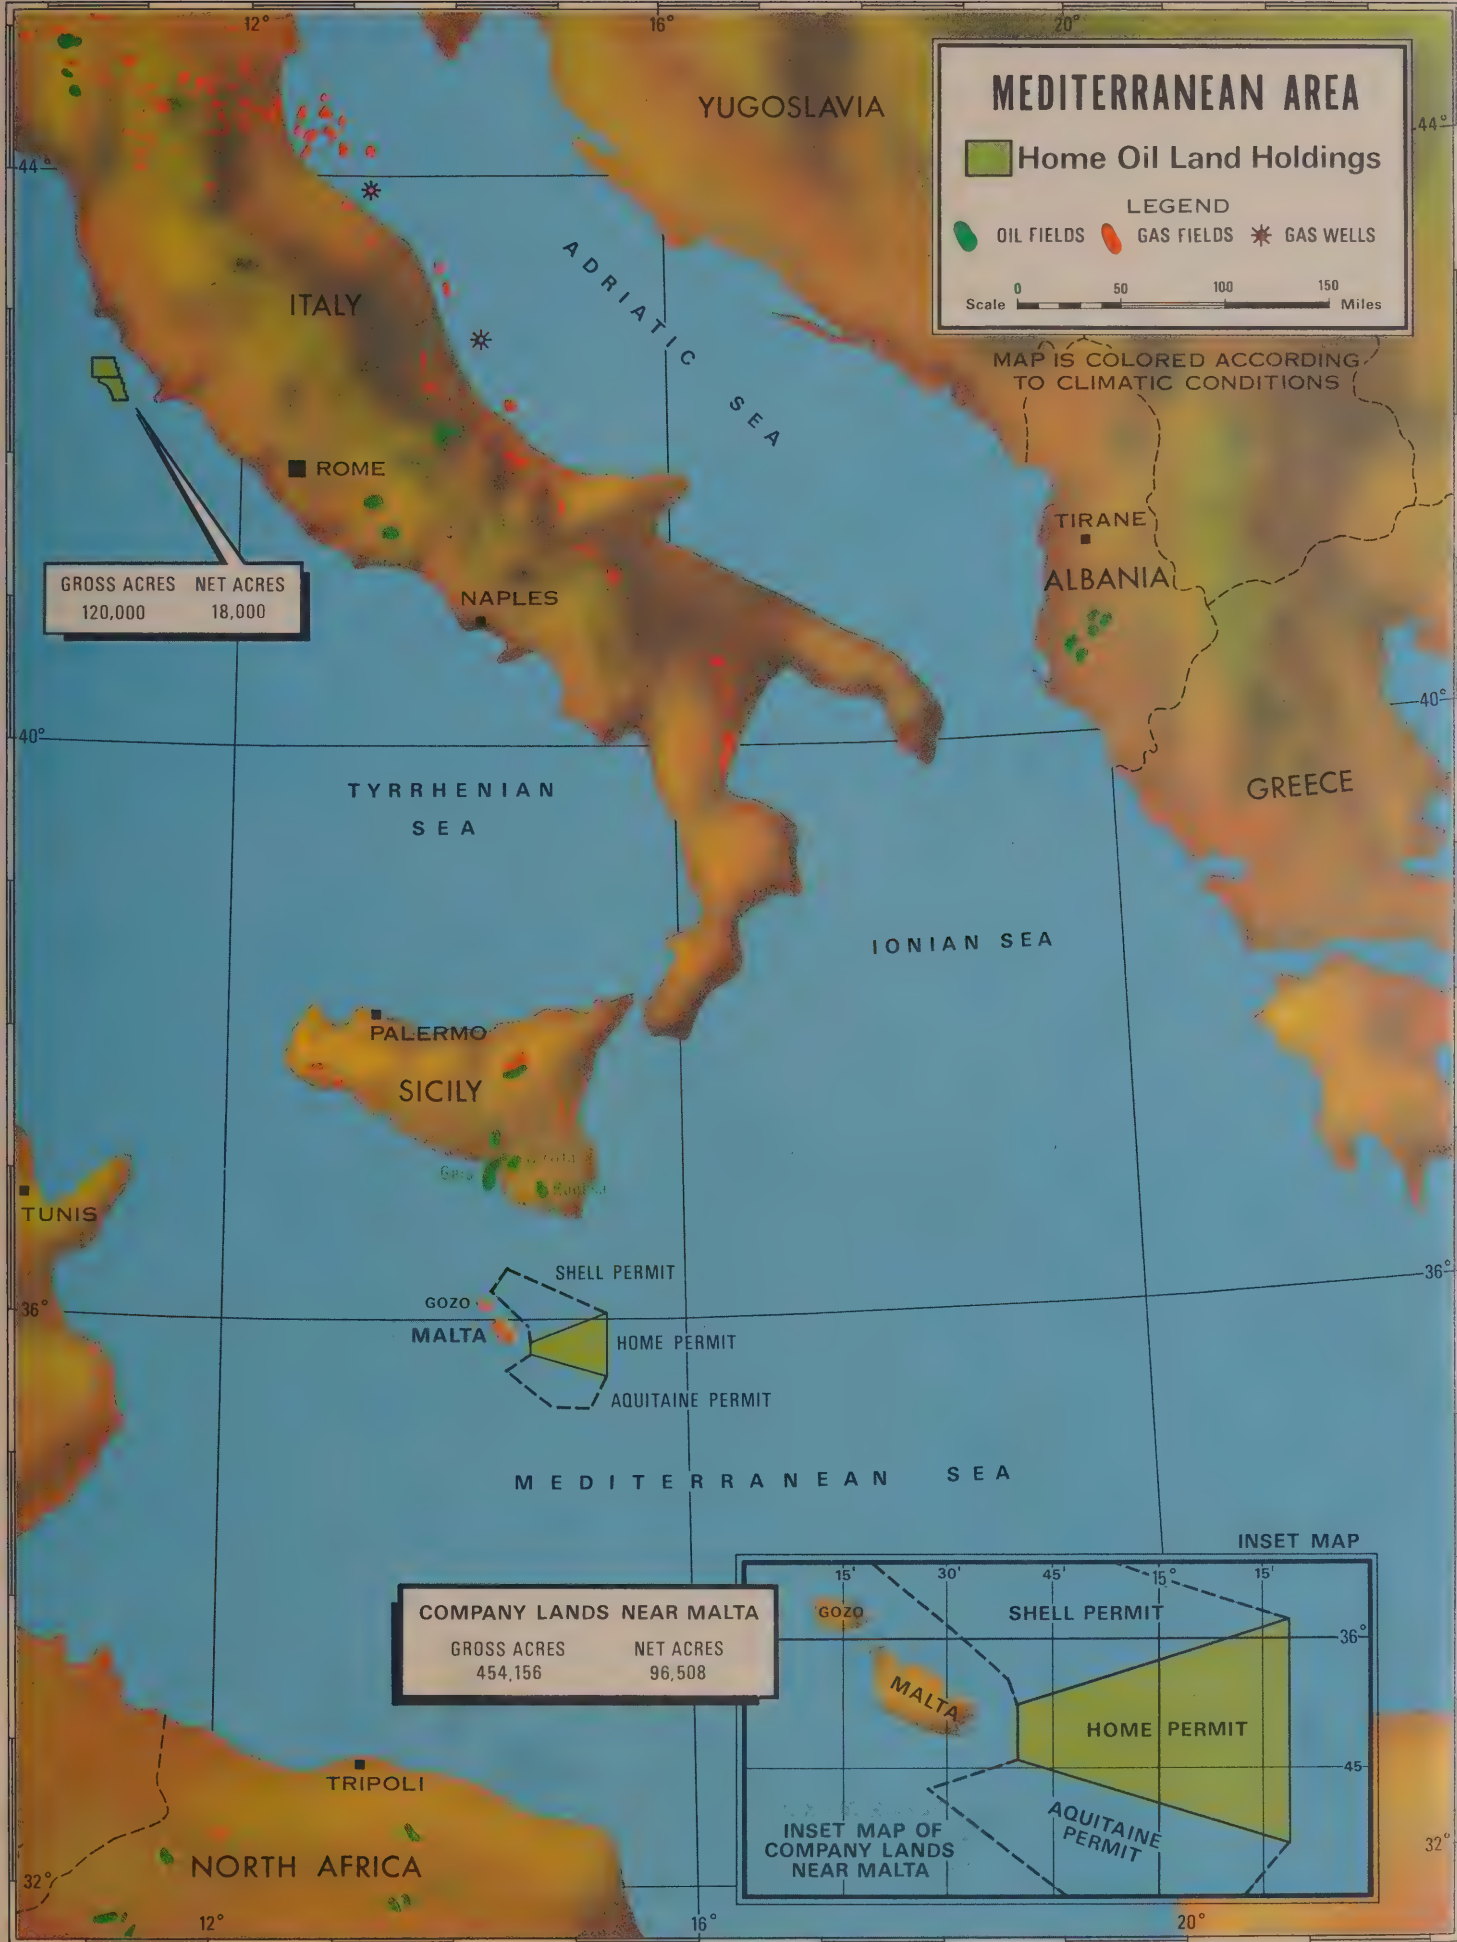 12°
16°
20°
MEDITERRANEAN AREA
Home Oil Land Holdings
LEGEND
OIL FIELDS
GAS FIELDS
GAS WELLS
0 50 100 150
Scale
Miles
MAP IS COLORED ACCORDING
TO CLIMATIC CONDITIONS
44°
44°
YUGOSLAVIA
ADRIATIC SEA
ITALY
ROME
GROSS ACRES NET ACRES
120,000 18,000
NAPLES
TIRANE
ALBANIA
40°
40°
GREECE
TYRRHENIAN
SEA
IONIAN SEA
PALERMO
SICILY
Gela
Ragusa
TUNIS
36°
36°
SHELL PERMIT
GOZO
MALTA
HOME PERMIT
AQUITAINE PERMIT
MEDITERRANEAN SEA
INSET MAP
COMPANY LANDS NEAR MALTA
GROSS ACRES NET ACRES
454,156 96,508
15' 30' 45' 15° 15'
GOZO
SHELL PERMIT
36°
MALTA
HOME PERMIT
45
AQUITAINE
PERMIT
INSET MAP OF
COMPANY LANDS
NEAR MALTA
TRIPOLI
NORTH AFRICA
32°
32°
12°
16°
20°